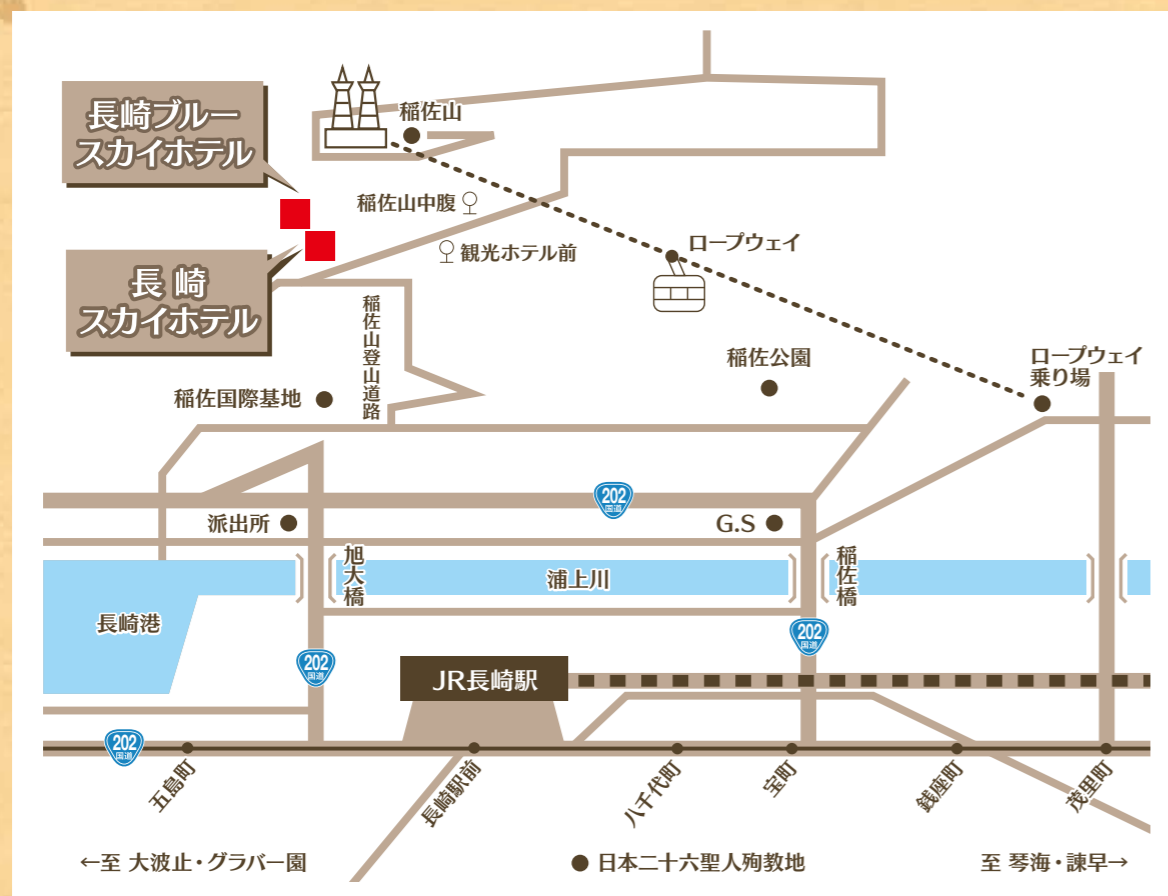 長崎ブルー
スカイホテル
稲佐山
稲佐山中腹
観光ホテル前
ロープウェイ
長崎
スカイホテル
稲佐山登山道路
稲佐公園
ロープウェイ
乗り場
稲佐国際基地
202
国道
派出所
G.S
旭大橋
浦上川
稲佐橋
長崎港
202
国道
202
国道
JR長崎駅
202
国道
五島町
長崎駅前
八千代町
宝町
銭座町
茂里町
←至 大波止・グラバー園
日本二十六聖人殉教地
至 琴海・諫早→